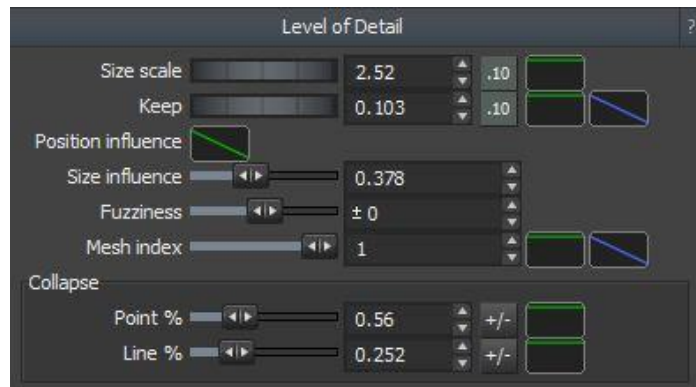 Level of Detail ?
Size scale 2.52 .10
Keep 0.103 .10
Position influence
Size influence 0.378
Fuzziness ± 0
Mesh index 1
Collapse
Point % 0.56 +/-
Line % 0.252 +/-